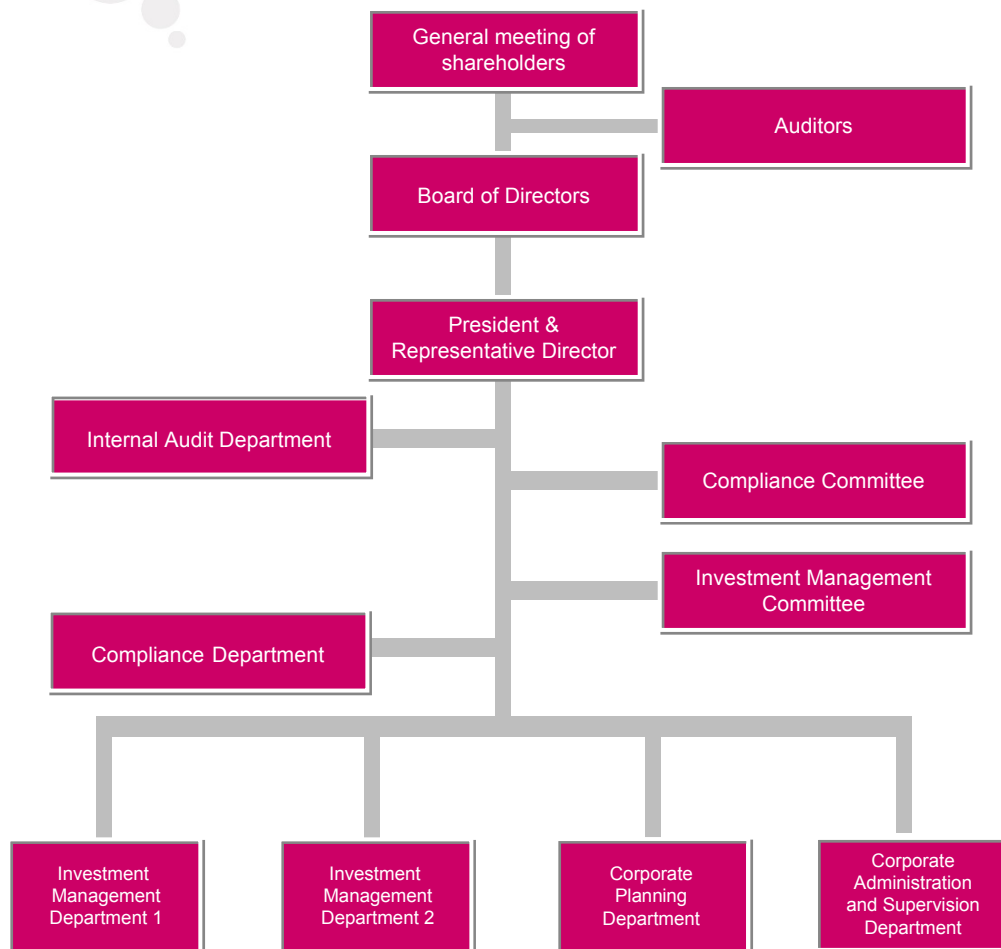 General meeting of
shareholders
Auditors
Board of Directors
President &
Representative Director
Internal Audit Department
Compliance Committee
Investment Management
Committee
Compliance Department
Investment
Management
Department 1
Investment
Management
Department 2
Corporate
Planning
Department
Corporate
Administration
and Supervision
Department